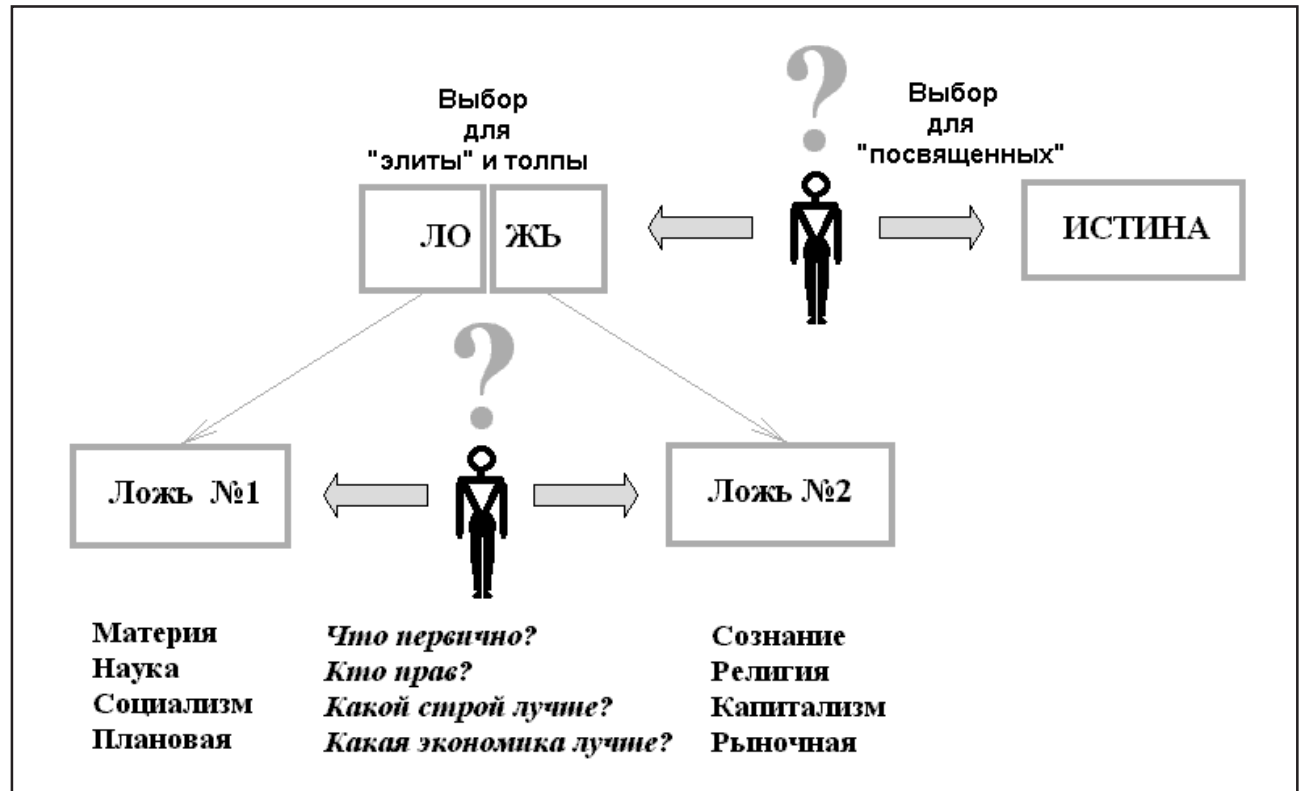 ?
Выбор
для
"элиты" и толпы
Выбор
для
"посвященных"
ЛО ЖЬ
ИСТИНА
?
Ложь №1
Ложь №2
Материя Что первично? Сознание
Наука Кто прав? Религия
Социализм Какой строй лучше? Капитализм
Плановая Какая экономика лучше? Рыночная